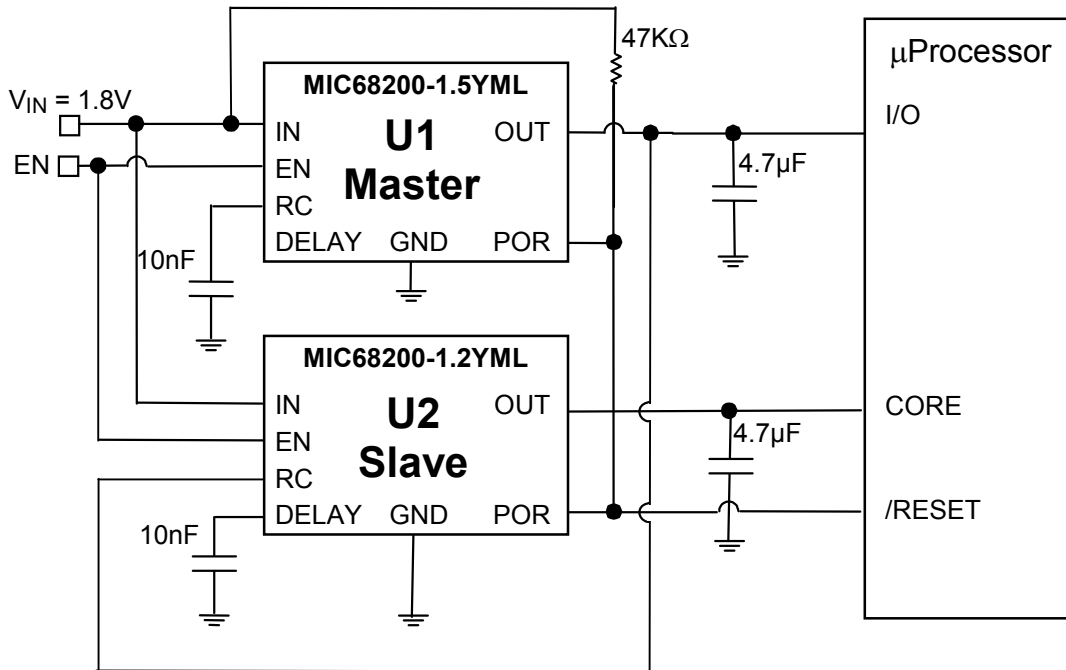 47KΩ
µProcessor
MIC68200-1.5YML
V_IN = 1.8V
I/O
IN
U1
OUT
EN
EN
4.7µF
Master
RC
DELAY
GND
POR
10nF
MIC68200-1.2YML
IN
U2
OUT
CORE
EN
4.7µF
Slave
RC
DELAY
GND
POR
/RESET
10nF